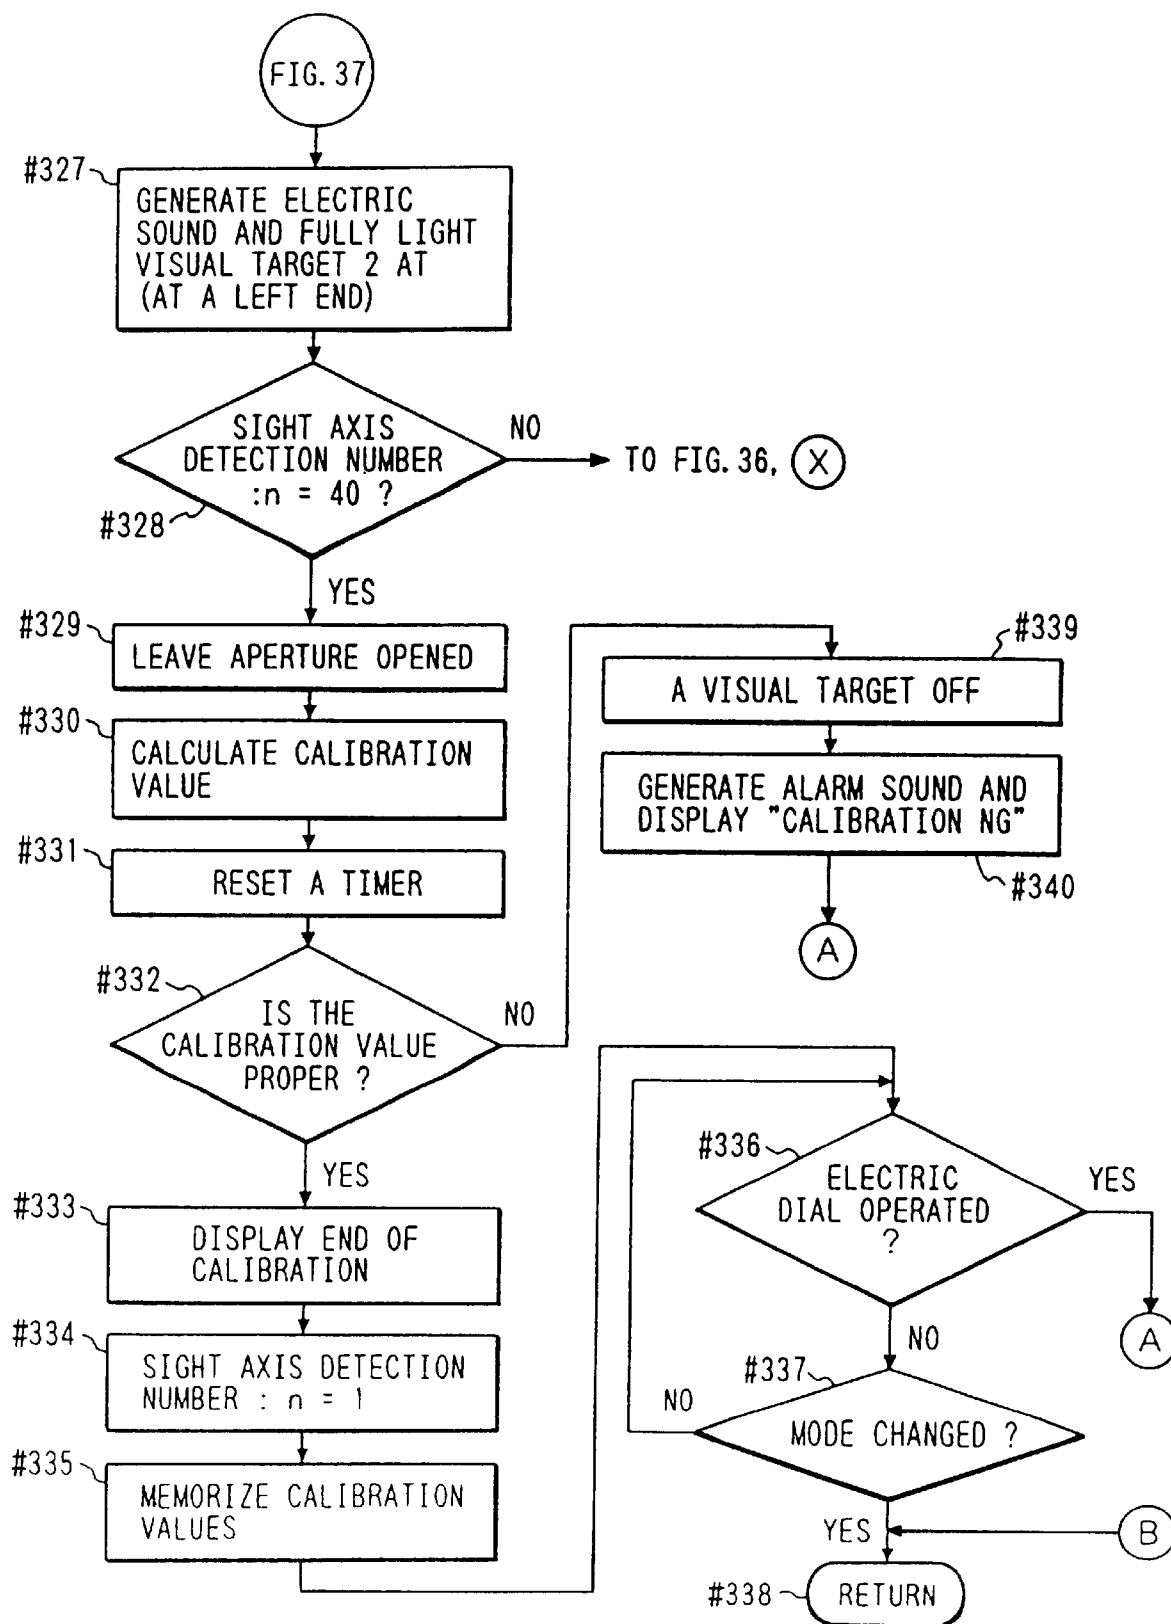 FIG. 37
#327
GENERATE ELECTRIC
SOUND AND FULLY LIGHT
VISUAL TARGET 2 AT
(AT A LEFT END)
SIGHT AXIS
DETECTION NUMBER
:n = 40 ?
#328
NO
TO FIG. 36, X
YES
#329
LEAVE APERTURE OPENED
#330
CALCULATE CALIBRATION
VALUE
#331
RESET A TIMER
#332
IS THE
CALIBRATION VALUE
PROPER ?
NO
YES
#333
DISPLAY END OF
CALIBRATION
#334
SIGHT AXIS DETECTION
NUMBER : n = 1
#335
MEMORIZE CALIBRATION
VALUES
#339
A VISUAL TARGET OFF
GENERATE ALARM SOUND AND
DISPLAY "CALIBRATION NG"
#340
A
#336
ELECTRIC
DIAL OPERATED
?
YES
A
NO
#337
MODE CHANGED ?
NO
YES
B
#338
RETURN